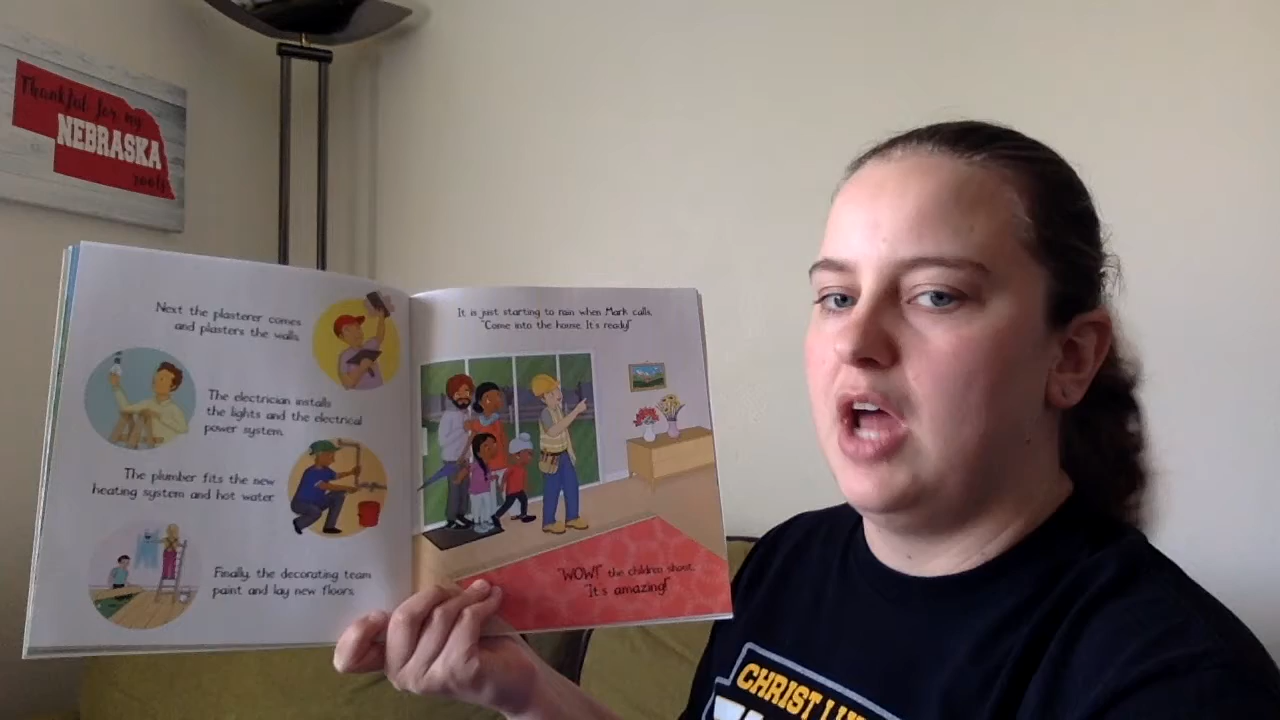 Thankful for my
NEBRASKA
roots
Next the plasterer comes
and plasters the walls.
The electrician installs
the lights and the electrical
power system.
The plumber fits the new
heating system and hot water.
Finally, the decorating team
paint and lay new floors.
It is just starting to rain when Mark calls,
"Come into the house. It's ready!"
"WOW!" the children shout.
"It's amazing!"
CHRIST